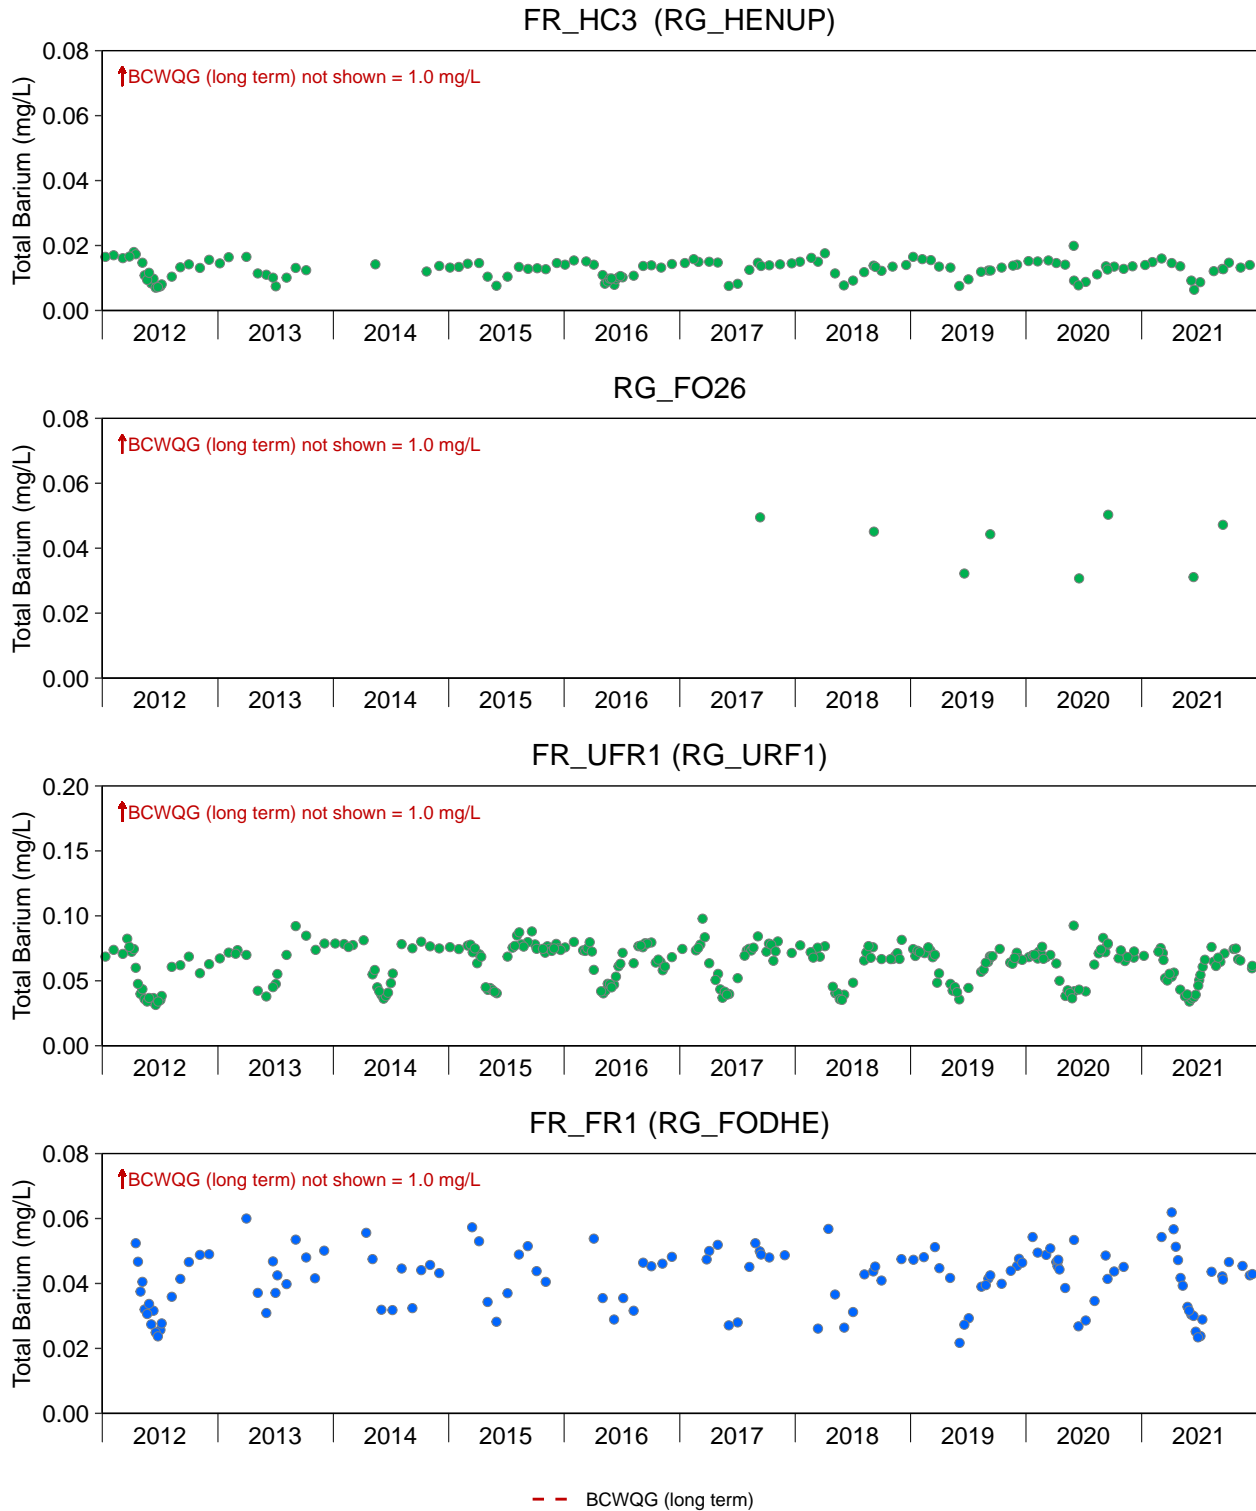 FR_HC3 (RG_HENUP)
Total Barium (mg/L)
0.08
0.06
0.04
0.02
0.00
BCWQG (long term) not shown = 1.0 mg/L
2012 2013 2014 2015 2016 2017 2018 2019 2020 2021
RG_FO26
Total Barium (mg/L)
0.08
0.06
0.04
0.02
0.00
BCWQG (long term) not shown = 1.0 mg/L
2012 2013 2014 2015 2016 2017 2018 2019 2020 2021
FR_UFR1 (RG_URF1)
Total Barium (mg/L)
0.20
0.15
0.10
0.05
0.00
BCWQG (long term) not shown = 1.0 mg/L
2012 2013 2014 2015 2016 2017 2018 2019 2020 2021
FR_FR1 (RG_FODHE)
Total Barium (mg/L)
0.08
0.06
0.04
0.02
0.00
BCWQG (long term) not shown = 1.0 mg/L
2012 2013 2014 2015 2016 2017 2018 2019 2020 2021
BCWQG (long term)